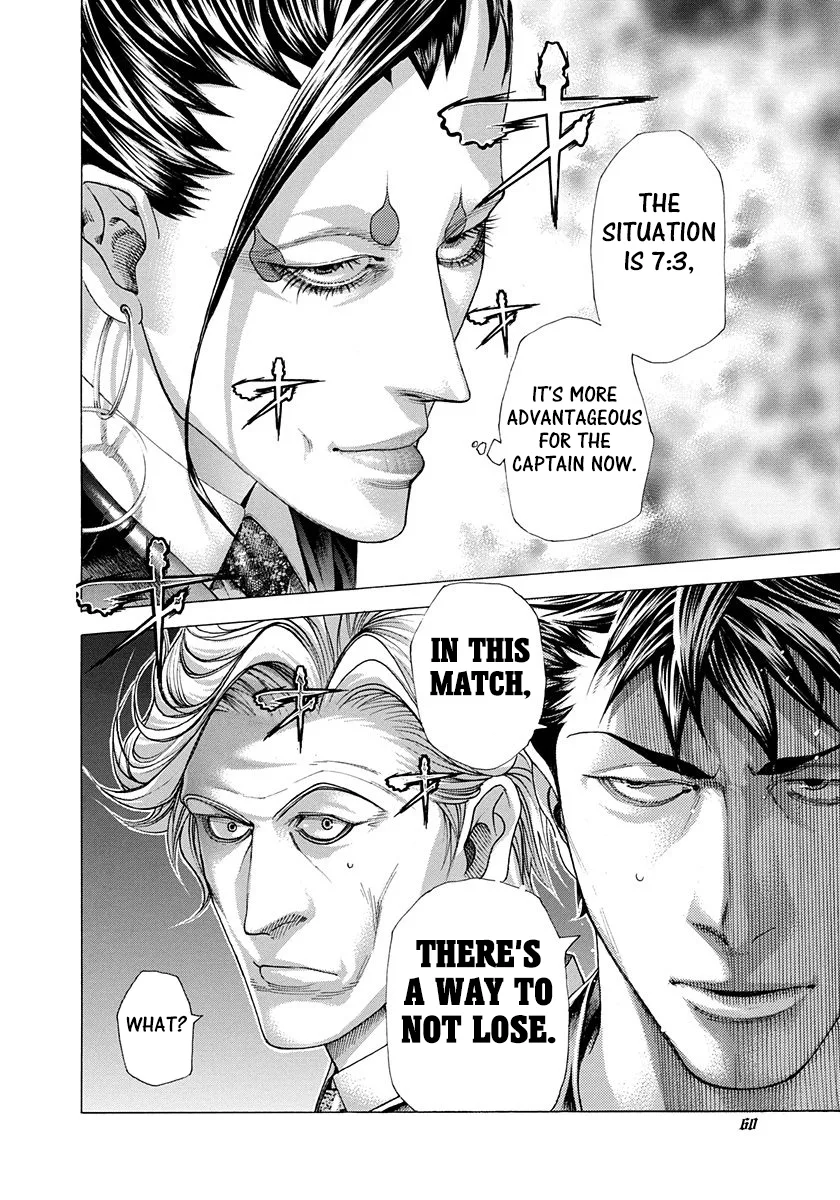 THE
SITUATION
IS 7:3,
IT'S MORE
ADVANTAGEOUS
FOR THE
CAPTAIN NOW.
IN THIS
MATCH,
THERE'S
A WAY TO
NOT LOSE.
WHAT?
60